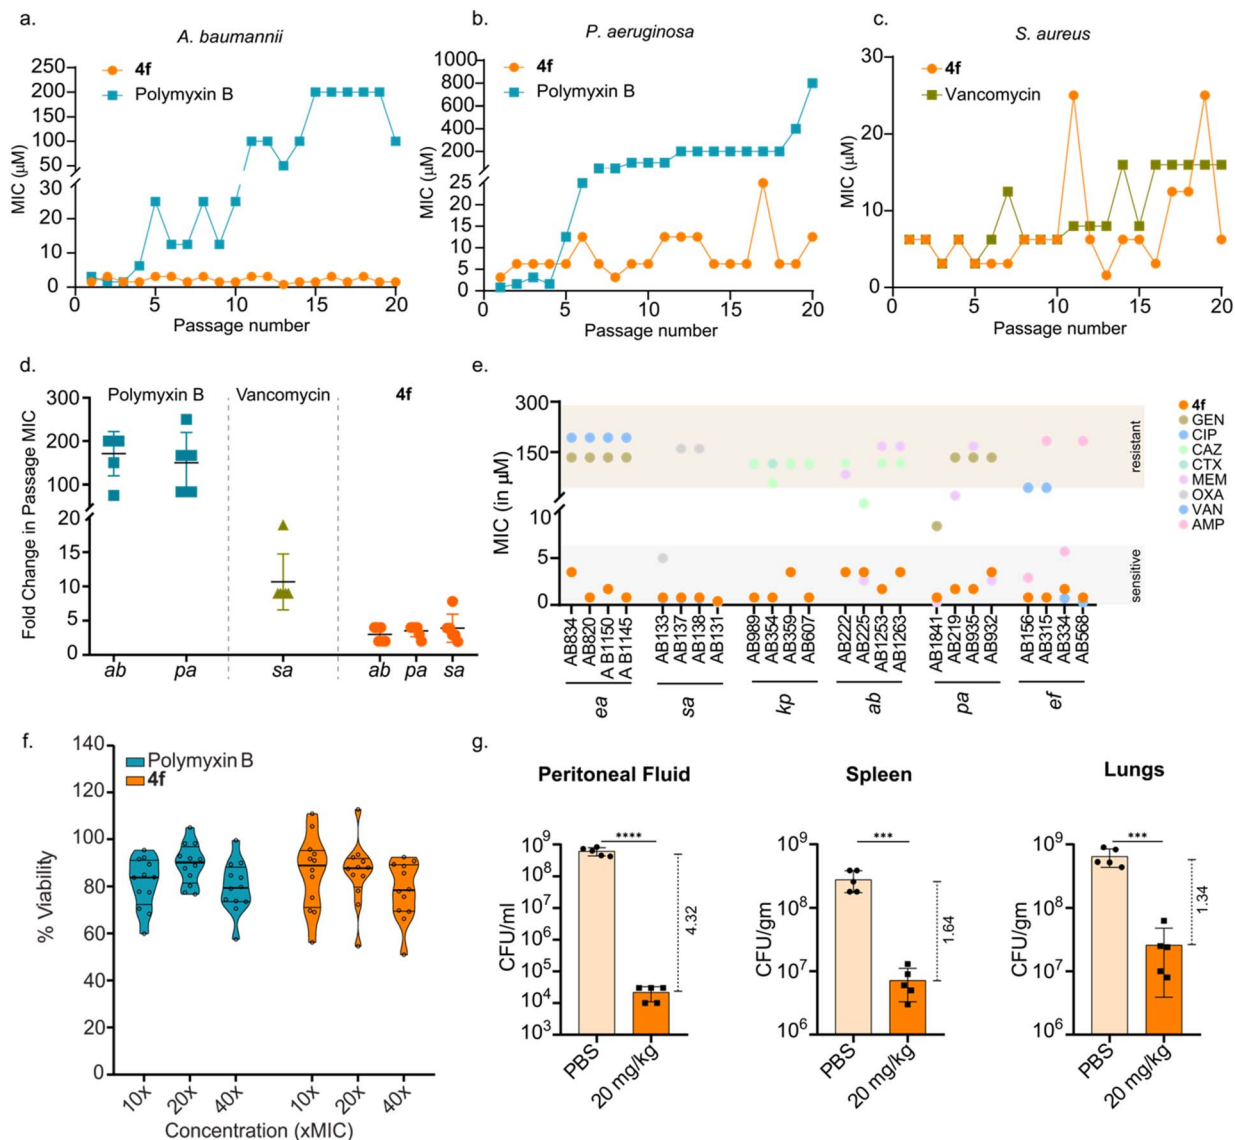 a.
A. baumannii
4f
Polymyxin B
MIC (µM)
250
200
150
100
50
30
20
10
0
0 5 10 15 20
Passage number
b.
P. aeruginosa
4f
Polymyxin B
MIC (µM)
1000
800
600
400
200
25
20
15
10
5
0
0 5 10 15 20
Passage number
c.
S. aureus
4f
Vancomycin
MIC (µM)
30
20
10
0
0 5 10 15 20
Passage number
d.
Polymyxin B Vancomycin 4f
Fold Change in Passage MIC
300
200
100
20
15
10
5
0
ab pa sa ab pa sa
e.
MIC (in µM)
300
150
10
5
0
resistant
sensitive
4f
GEN
CIP
CAZ
CTX
MEM
OXA
VAN
AMP
AB834
AB820
A B1150
A B1145
AB133
AB137
AB138
AB131
AB989
AB354
AB359
AB607
AB222
AB225
AB1253
AB1263
AB1841
AB219
AB935
AB932
AB156
AB315
AB334
AB568
ea sa kp ab pa ef
f.
Polymyxin B
4f
% Viability
140
120
100
80
60
40
20
0
10x 20x 40x 10x 20x 40x
Concentration (xMIC)
g.
Peritoneal Fluid
****
CFU/ml
10⁹
10⁸
10⁷
10⁶
10⁵
10⁴
10³
4.32
PBS
20 mg/kg
Spleen
***
CFU/gm
10⁹
10⁸
10⁷
10⁶
1.64
PBS
20 mg/kg
Lungs
***
CFU/gm
10⁹
10⁸
10⁷
10⁶
1.34
PBS
20 mg/kg